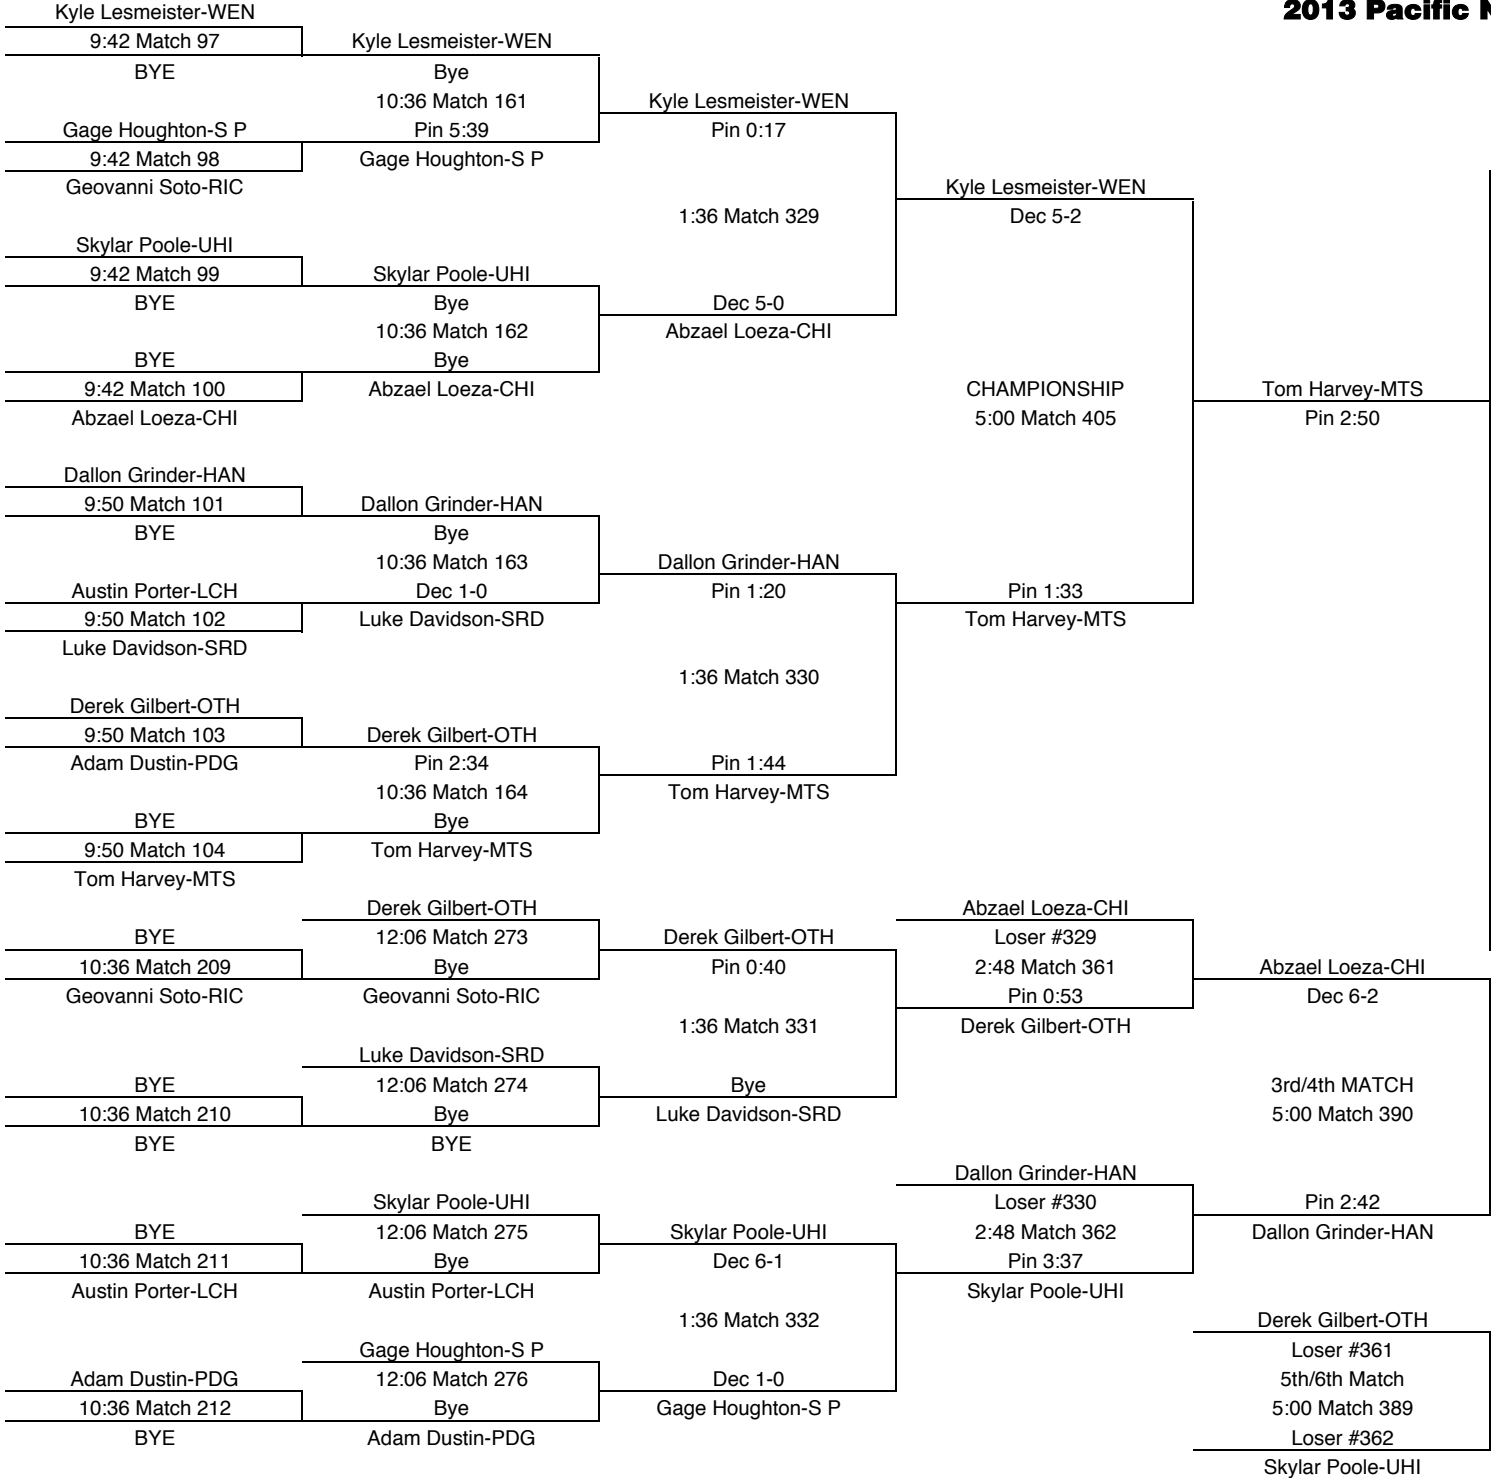 2013 Pacific N
Kyle Lesmeister-WEN
9:42 Match 97
BYE
Gage Houghton-S P
9:42 Match 98
Geovanni Soto-RIC
Skylar Poole-UHI
9:42 Match 99
BYE
BYE
9:42 Match 100
Abzael Loeza-CHI
Dallon Grinder-HAN
9:50 Match 101
BYE
Austin Porter-LCH
9:50 Match 102
Luke Davidson-SRD
Derek Gilbert-OTH
9:50 Match 103
Adam Dustin-PDG
BYE
9:50 Match 104
Tom Harvey-MTS
Kyle Lesmeister-WEN
Bye
10:36 Match 161
Pin 5:39
Gage Houghton-S P
Skylar Poole-UHI
Bye
10:36 Match 162
Bye
Abzael Loeza-CHI
Dallon Grinder-HAN
Bye
10:36 Match 163
Dec 1-0
Luke Davidson-SRD
Derek Gilbert-OTH
Pin 2:34
10:36 Match 164
Bye
Tom Harvey-MTS
Kyle Lesmeister-WEN
Pin 0:17
1:36 Match 329
Dec 5-0
Abzael Loeza-CHI
Dallon Grinder-HAN
Pin 1:20
1:36 Match 330
Pin 1:44
Tom Harvey-MTS
Kyle Lesmeister-WEN
Dec 5-2
CHAMPIONSHIP
5:00 Match 405
Pin 1:33
Tom Harvey-MTS
Tom Harvey-MTS
Pin 2:50
BYE
10:36 Match 209
Geovanni Soto-RIC
BYE
10:36 Match 210
BYE
BYE
10:36 Match 211
Austin Porter-LCH
Adam Dustin-PDG
10:36 Match 212
BYE
Derek Gilbert-OTH
12:06 Match 273
Bye
Geovanni Soto-RIC
Luke Davidson-SRD
12:06 Match 274
Bye
BYE
Skylar Poole-UHI
12:06 Match 275
Bye
Austin Porter-LCH
Gage Houghton-S P
12:06 Match 276
Bye
Adam Dustin-PDG
Derek Gilbert-OTH
Pin 0:40
1:36 Match 331
Bye
Luke Davidson-SRD
Skylar Poole-UHI
Dec 6-1
1:36 Match 332
Dec 1-0
Gage Houghton-S P
Abzael Loeza-CHI
Loser #329
2:48 Match 361
Pin 0:53
Derek Gilbert-OTH
Dallon Grinder-HAN
Loser #330
2:48 Match 362
Pin 3:37
Skylar Poole-UHI
Abzael Loeza-CHI
Dec 6-2
3rd/4th MATCH
5:00 Match 390
Pin 2:42
Dallon Grinder-HAN
Derek Gilbert-OTH
Loser #361
5th/6th Match
5:00 Match 389
Loser #362
Skylar Poole-UHI